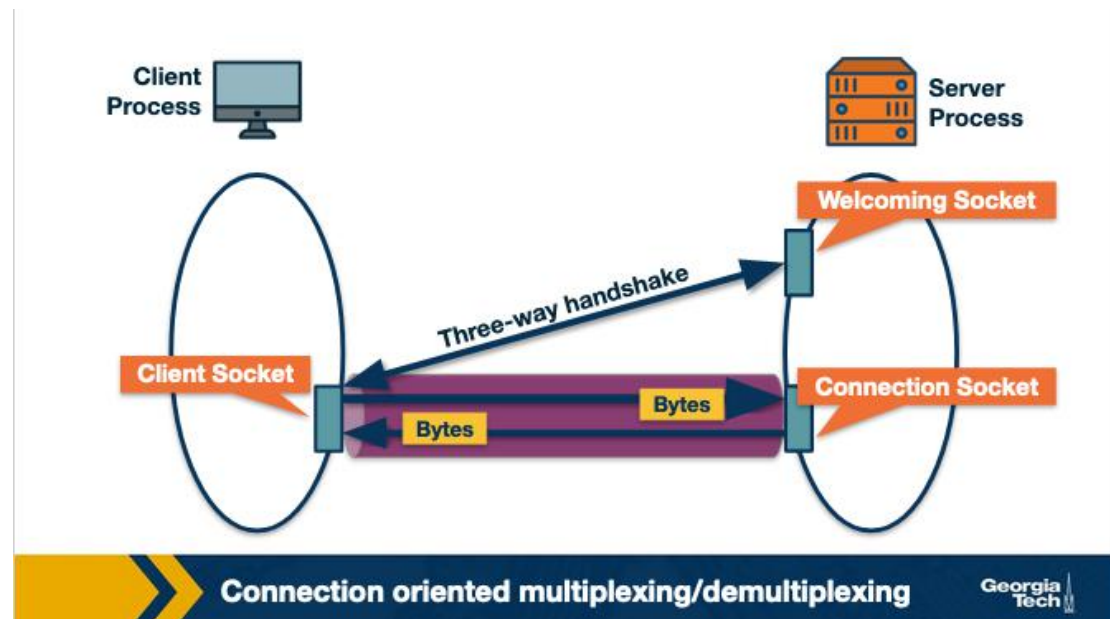 Client
Process
Server
Process
Welcoming Socket
Three-way handshake
Client Socket
Connection Socket
Bytes
Bytes
Connection oriented multiplexing/demultiplexing
Georgia
Tech